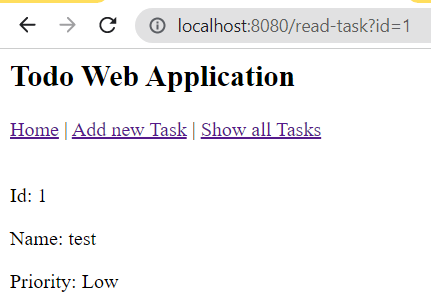 localhost:8080/read-task?id=1
Todo Web Application
Home | Add new Task | Show all Tasks
Id: 1
Name: test
Priority: Low